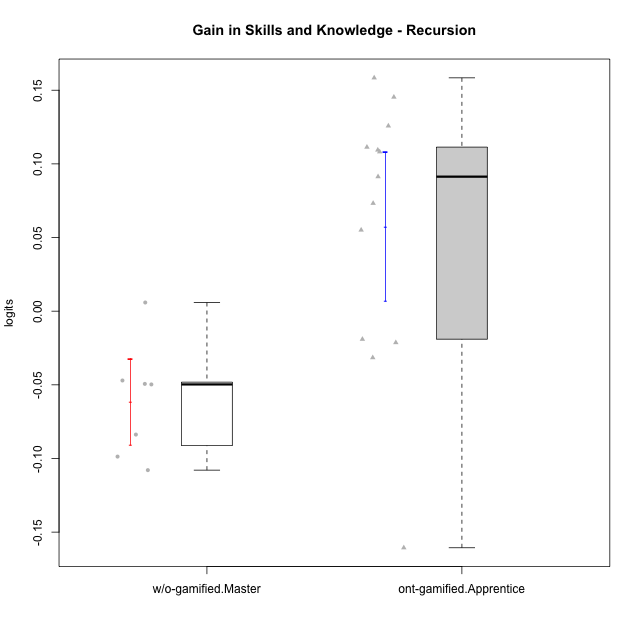 Gain in Skills and Knowledge - Recursion
logits
0.15
0.10
0.05
0.00
-0.05
-0.10
-0.15
w/o-gamified.Master
ont-gamified.Apprentice